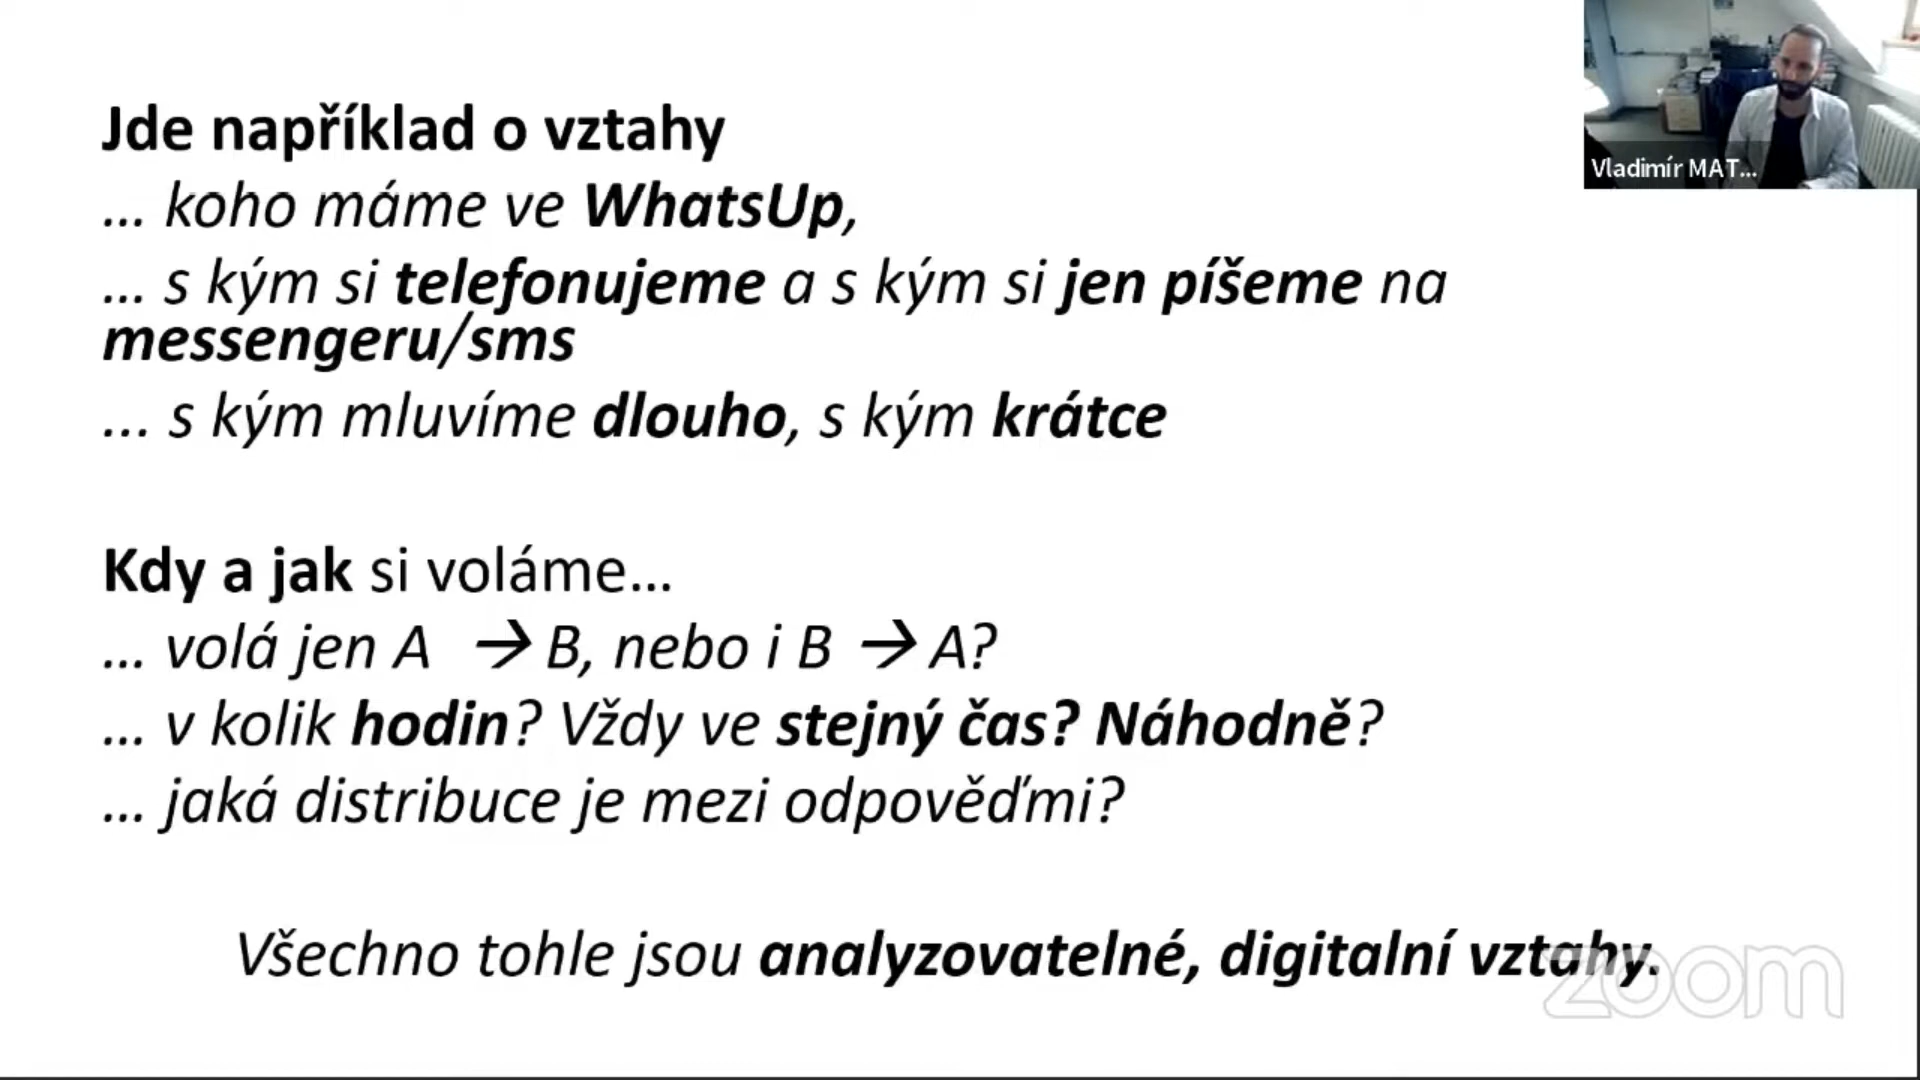 Jde například o vztahy
… koho máme ve WhatsUp,
… s kým si telefonujeme a s kým si jen píšeme na
messengeru/sms
... s kým mluvíme dlouho, s kým krátce
Kdy a jak si voláme…
… volá jen A → B, nebo i B → A?
… v kolik hodin? Vždy ve stejný čas? Náhodně?
… jaká distribuce je mezi odpověďmi?
Všechno tohle jsou analyzovatelné, digitalní vztahy.
Vladimír MAT...
zoom